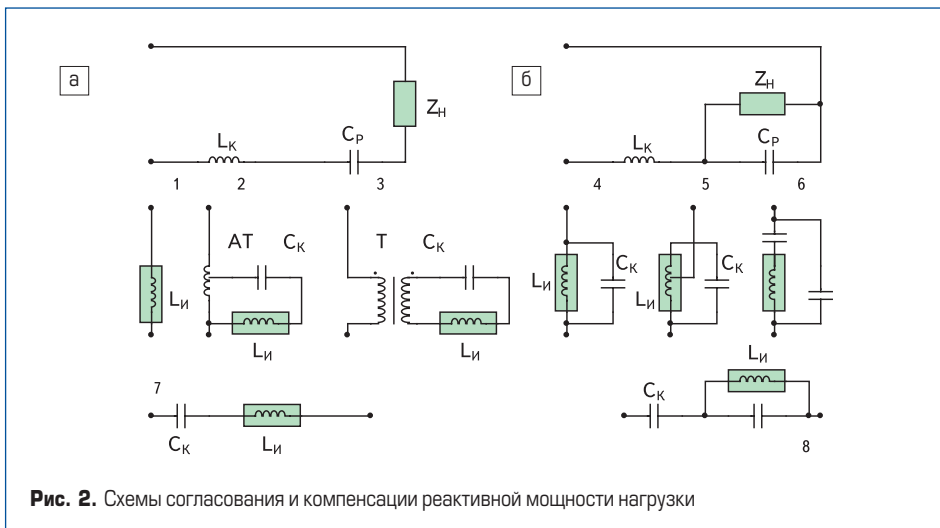 а
Z_Н
L_К
C_Р
1
2
3
б
Z_Н
L_К
C_Р
4
5
6
L_И
АТ
C_К
L_И
Т
C_К
L_И
L_И
C_К
L_И
C_К
7
C_К
L_И
C_К
L_И
8
Рис. 2. Схемы согласования и компенсации реактивной мощности нагрузки